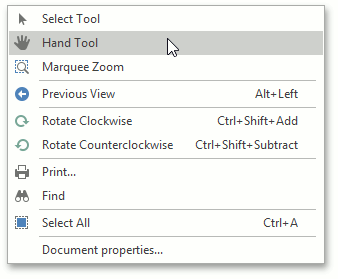 Select Tool
Hand Tool
Marquee Zoom
Previous View Alt+Left
Rotate Clockwise Ctrl+Shift+Add
Rotate Counterclockwise Ctrl+Shift+Subtract
Print...
Find
Select All Ctrl+A
Document properties...